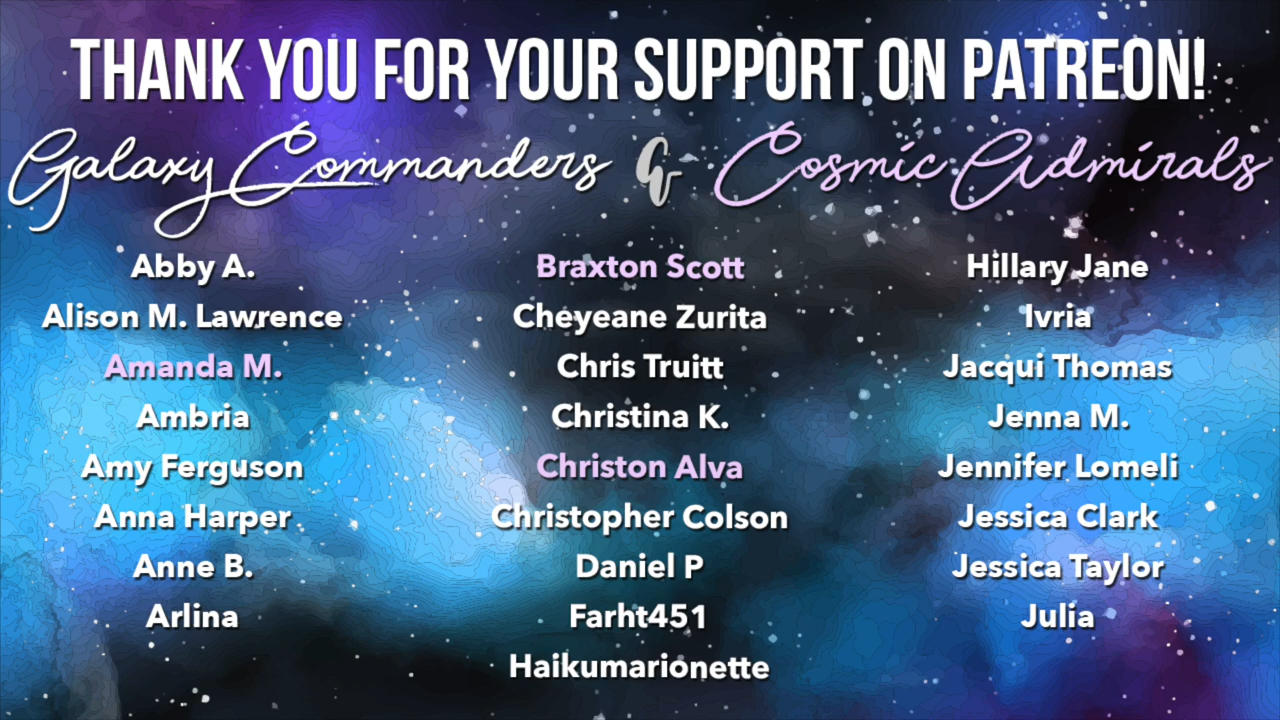 THANK YOU FOR YOUR SUPPORT ON PATREON!
Galaxy Commanders & Cosmic Admirals
Abby A.
Alison M. Lawrence
Amanda M.
Ambria
Amy Ferguson
Anna Harper
Anne B.
Arlina
Braxton Scott
Cheyeane Zurita
Chris Truitt
Christina K.
Christon Alva
Christopher Colson
Daniel P
Farht451
Haikumarionette
Hillary Jane
Ivria
Jacqui Thomas
Jenna M.
Jennifer Lomeli
Jessica Clark
Jessica Taylor
Julia